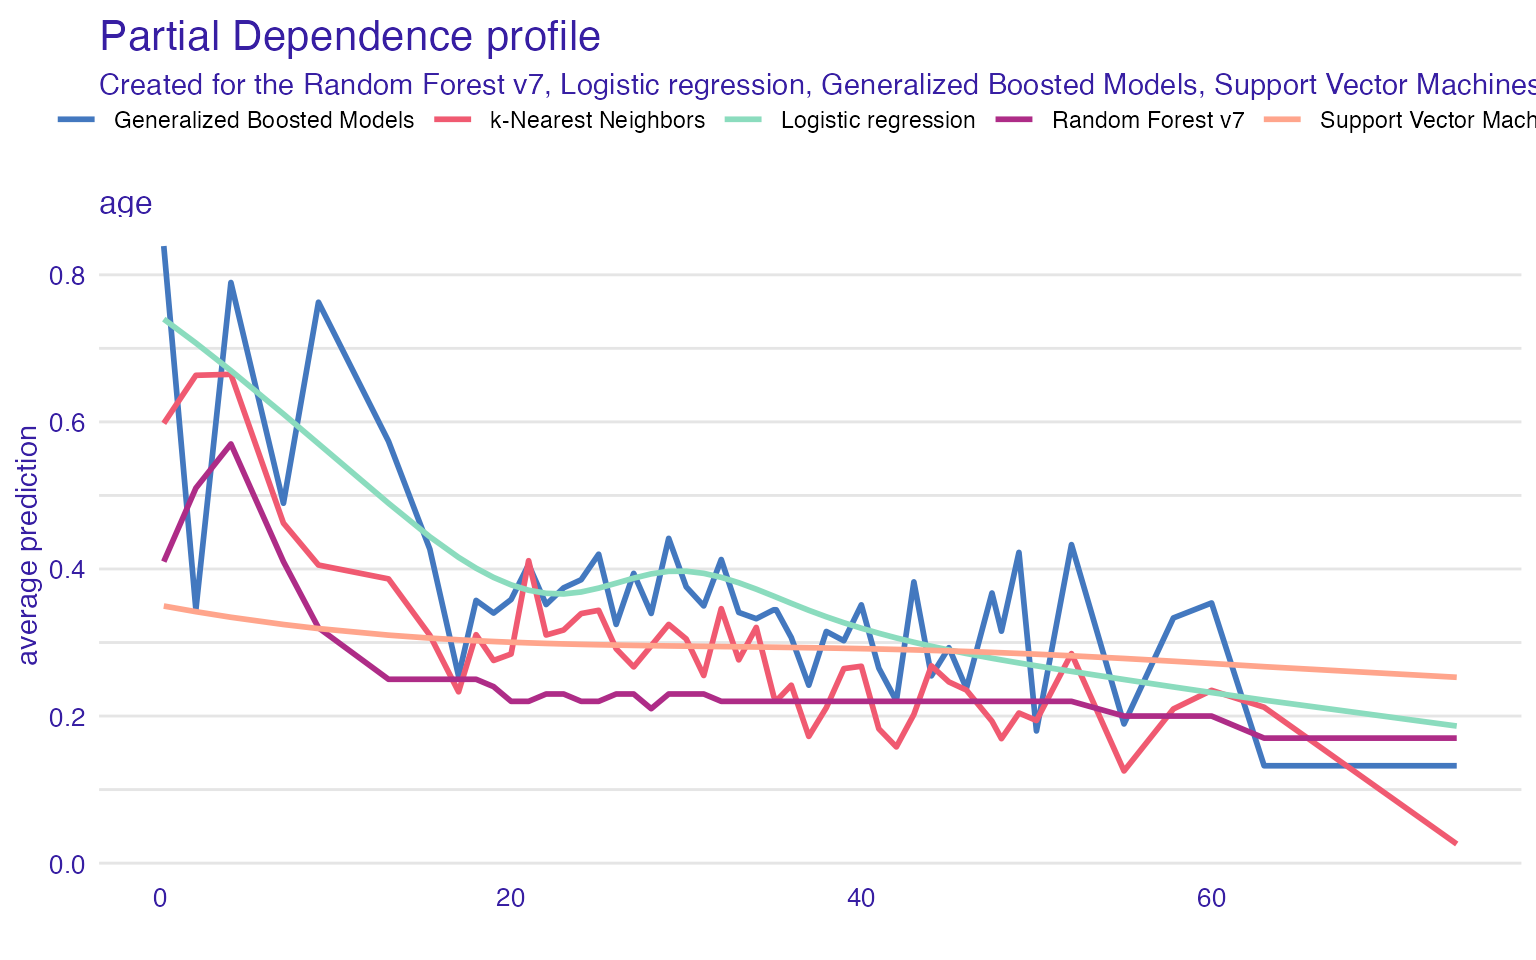 Partial Dependence profile
Created for the Random Forest v7, Logistic regression, Generalized Boosted Models, Support Vector Machines
Generalized Boosted Models k-Nearest Neighbors Logistic regression Random Forest v7 Support Vector Mach
age
average prediction
0.8
0.6
0.4
0.2
0.0
0 20 40 60